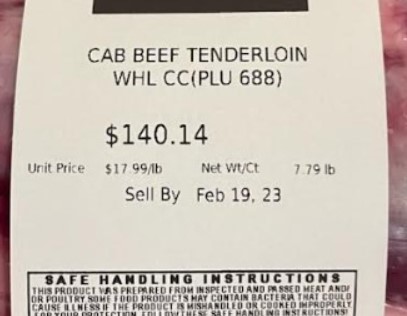 CAB BEEF TENDERLOIN
WHL CC(PLU 688)
$140.14
Unit Price $17.99/lb Net Wt/Ct 7.79 lb
Sell By Feb 19, 23
SAFE HANDLING INSTRUCTIONS
THIS PRODUCT WAS PREPARED FROM INSPECTED AND PASSED MEAT AND/
OR POULTRY SOME FOOD PRODUCTS MAY CONTAIN BACTERIA THAT COULD
CAUSE ILLNESS IF THE PRODUCT IS MISHANDLED OR COOKED IMPROPERLY
FOR YOUR PROTECTION, FOLLOW THESE SAFE HANDLING INSTRUCTIONS